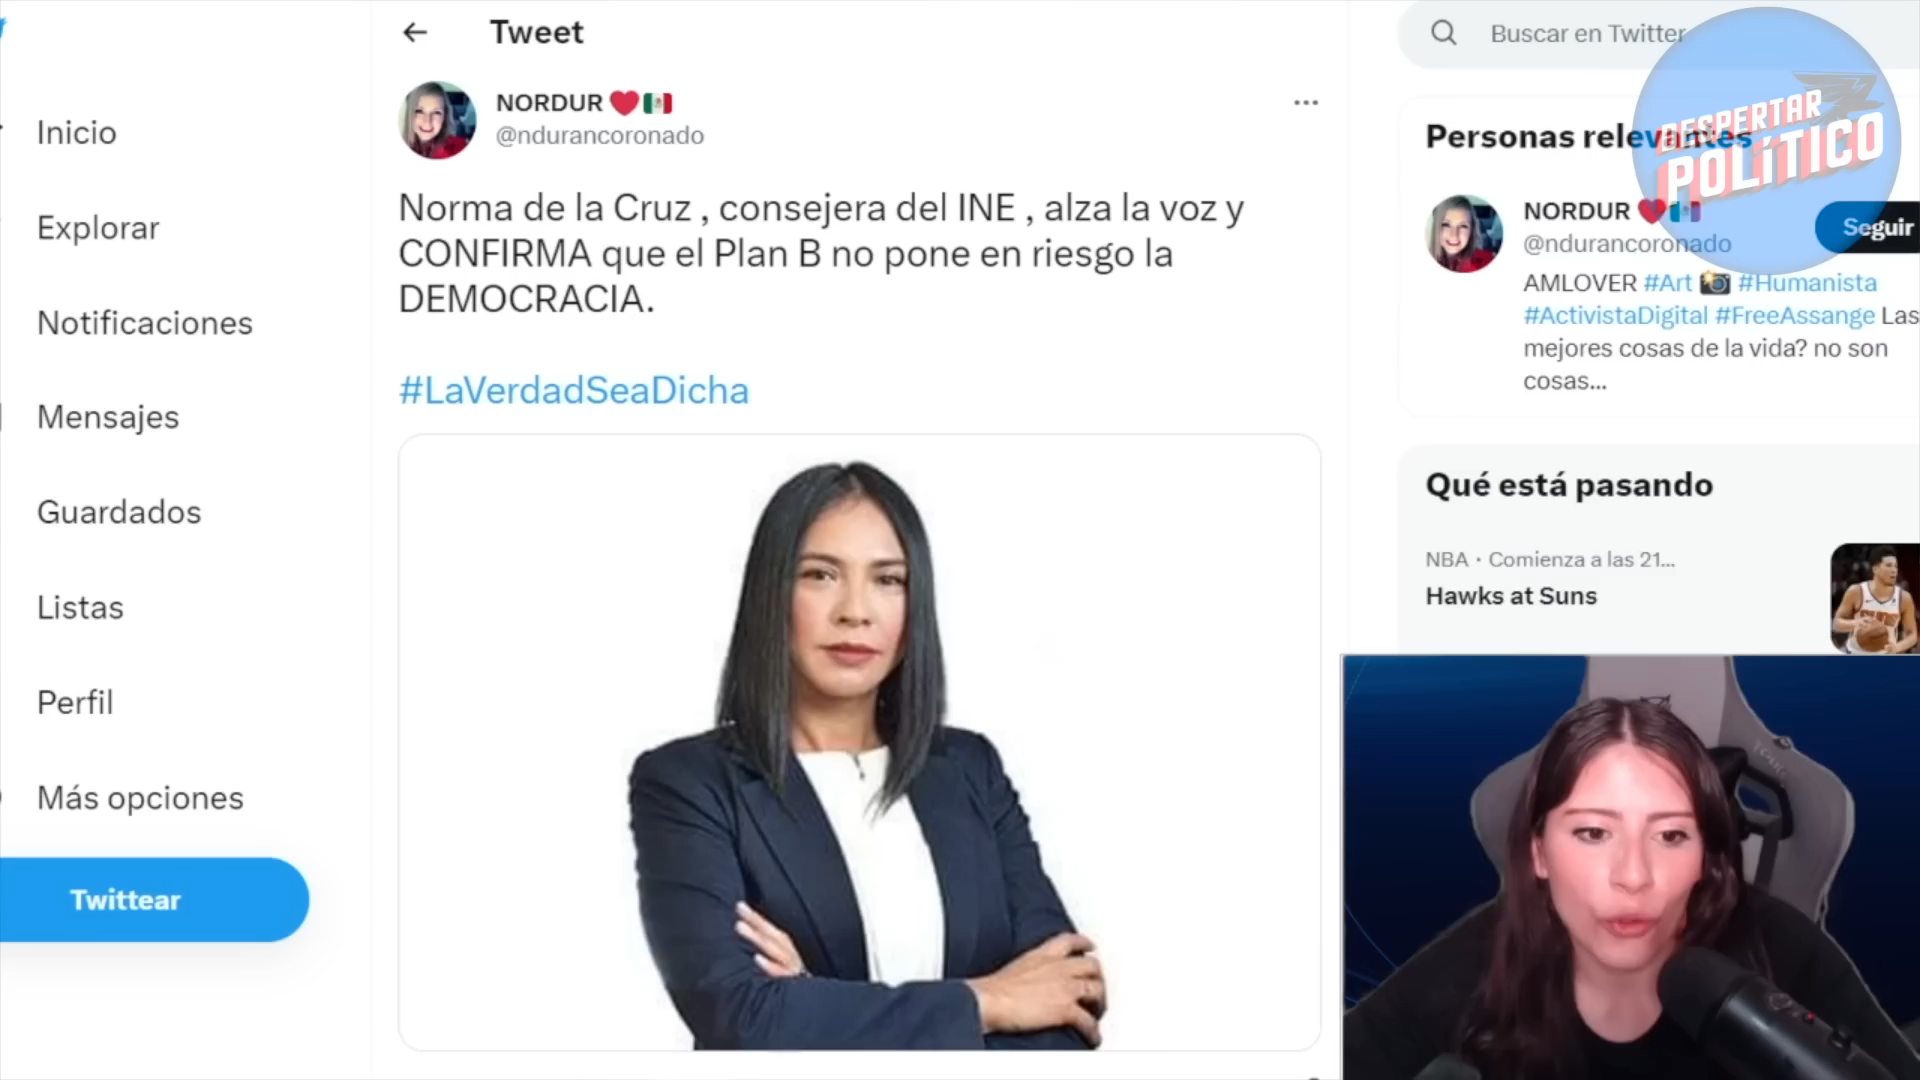 Tweet
NORDUR ❤️🇲🇽
@ndurancoronado
Norma de la Cruz , consejera del INE , alza la voz y
CONFIRMA que el Plan B no pone en riesgo la
DEMOCRACIA.
#LaVerdadSeaDicha
Inicio
Explorar
Notificaciones
Mensajes
Guardados
Listas
Perfil
Más opciones
Twittear
Buscar en Twitter
DESPERTAR
POLÍTICO
Personas relevantes
NORDUR ❤️🇲🇽
@ndurancoronado
Seguir
AMLOVER #Art 📸 #Humanista
#ActivistaDigital #FreeAssange Las
mejores cosas de la vida? no son
cosas...
Qué está pasando
NBA · Comienza a las 21...
Hawks at Suns